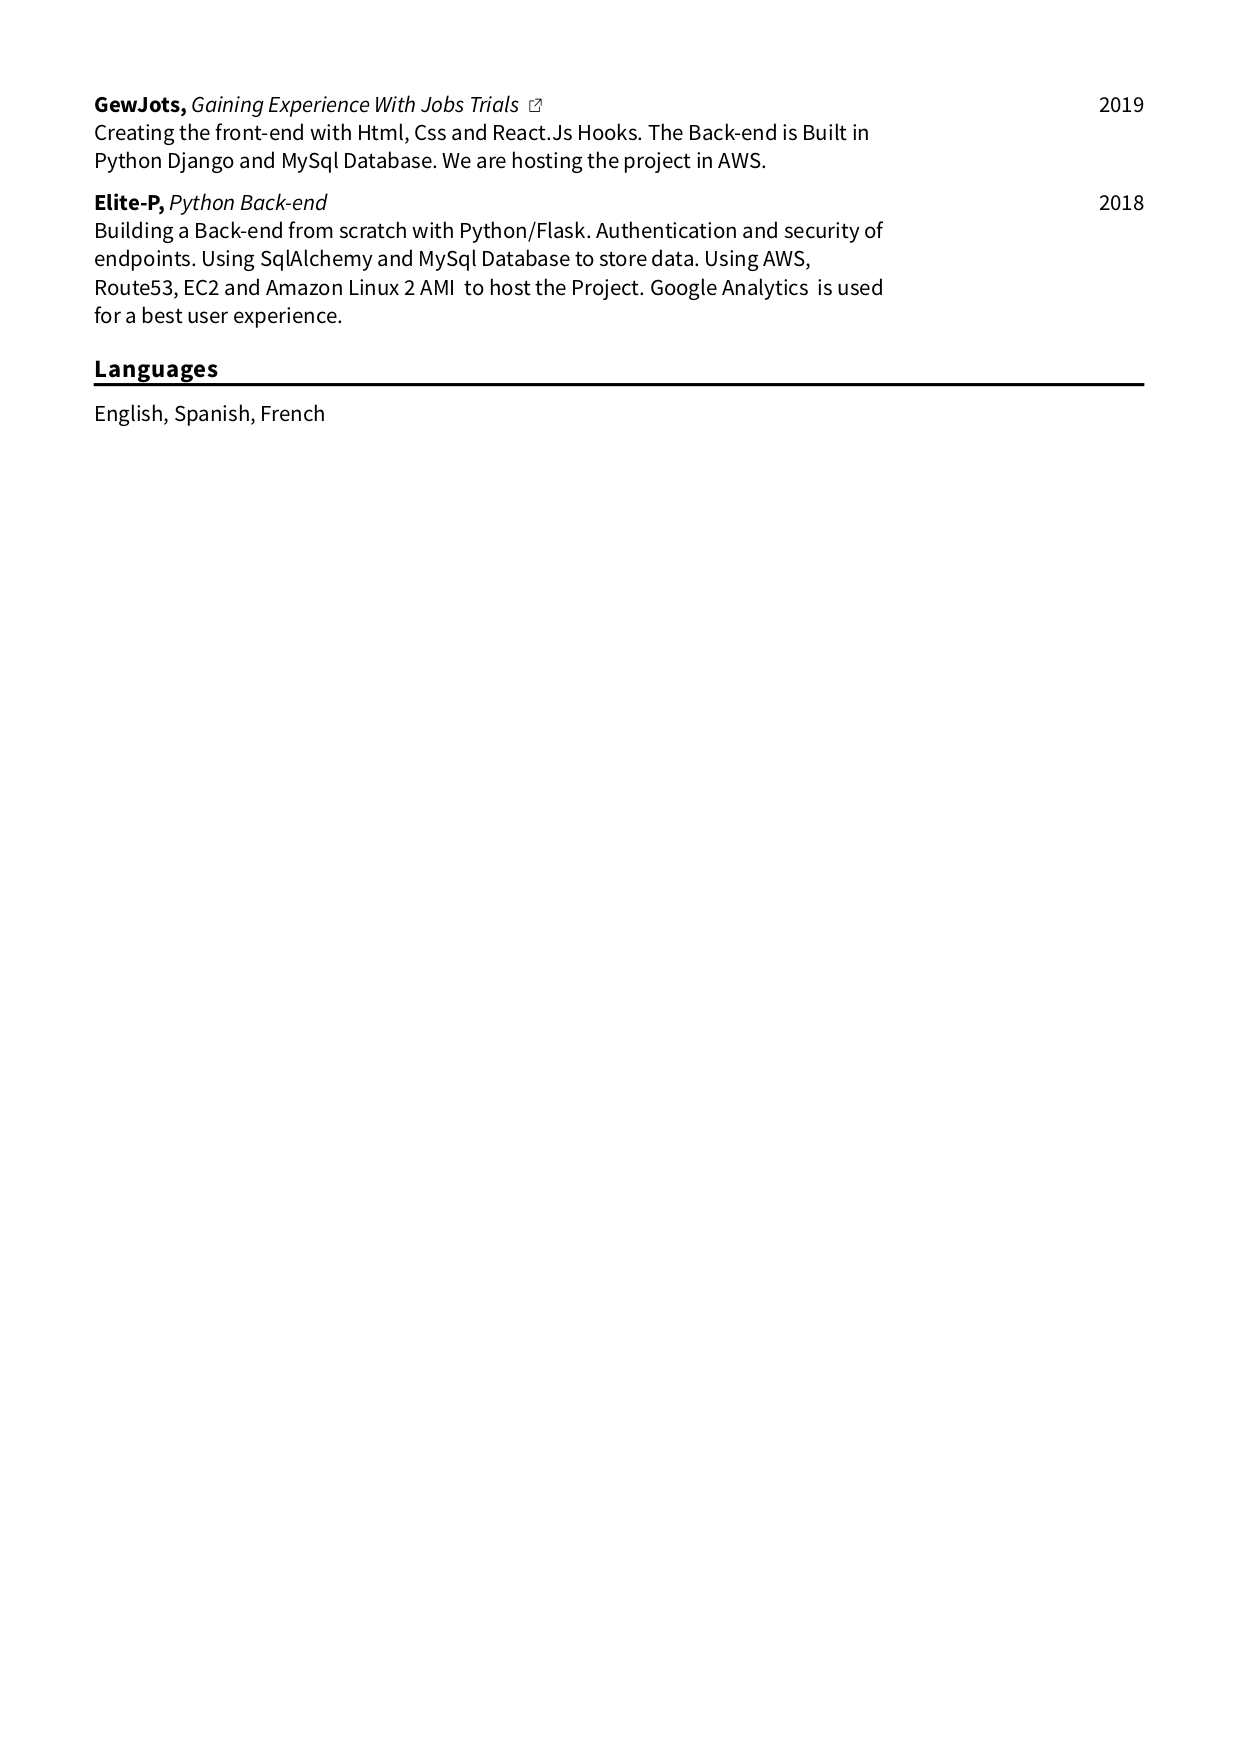 GewJots, Gaining Experience With Jobs Trials 2019
Creating the front-end with Html, Css and React.Js Hooks. The Back-end is Built in
Python Django and MySql Database. We are hosting the project in AWS.
Elite-P, Python Back-end 2018
Building a Back-end from scratch with Python/Flask. Authentication and security of
endpoints. Using SqlAlchemy and MySql Database to store data. Using AWS,
Route53, EC2 and Amazon Linux 2 AMI to host the Project. Google Analytics is used
for a best user experience.
Languages
English, Spanish, French